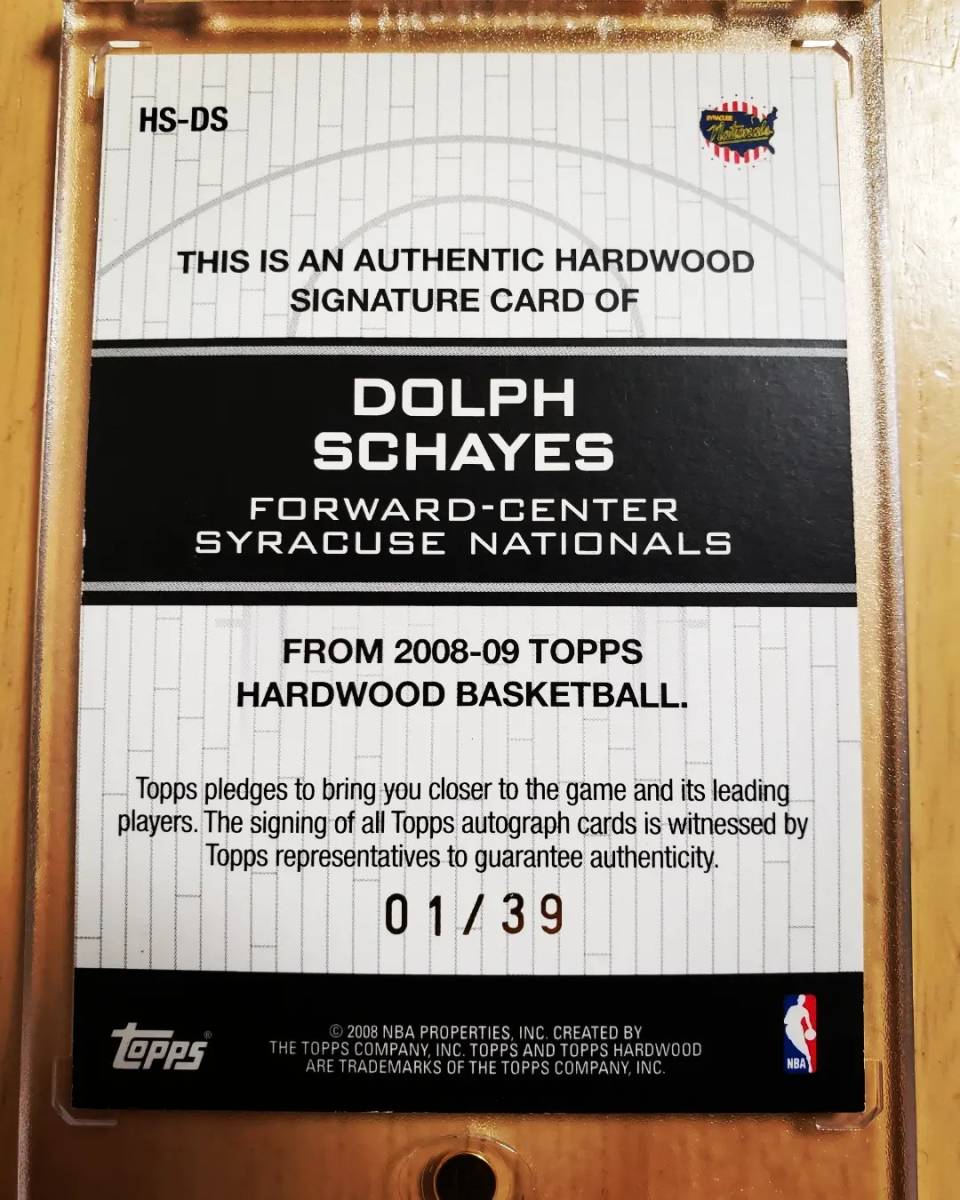 HS-DS
SYRACUSE
Nationals
THIS IS AN AUTHENTIC HARDWOOD
SIGNATURE CARD OF
DOLPH
SCHAYES
FORWARD-CENTER
SYRACUSE NATIONALS
FROM 2008-09 TOPPS
HARDWOOD BASKETBALL.
Topps pledges to bring you closer to the game and its leading
players. The signing of all Topps autograph cards is witnessed by
Topps representatives to guarantee authenticity.
01/39
topps®
© 2008 NBA PROPERTIES, INC. CREATED BY
THE TOPPS COMPANY, INC. TOPPS AND TOPPS HARDWOOD
ARE TRADEMARKS OF THE TOPPS COMPANY, INC.
NBA